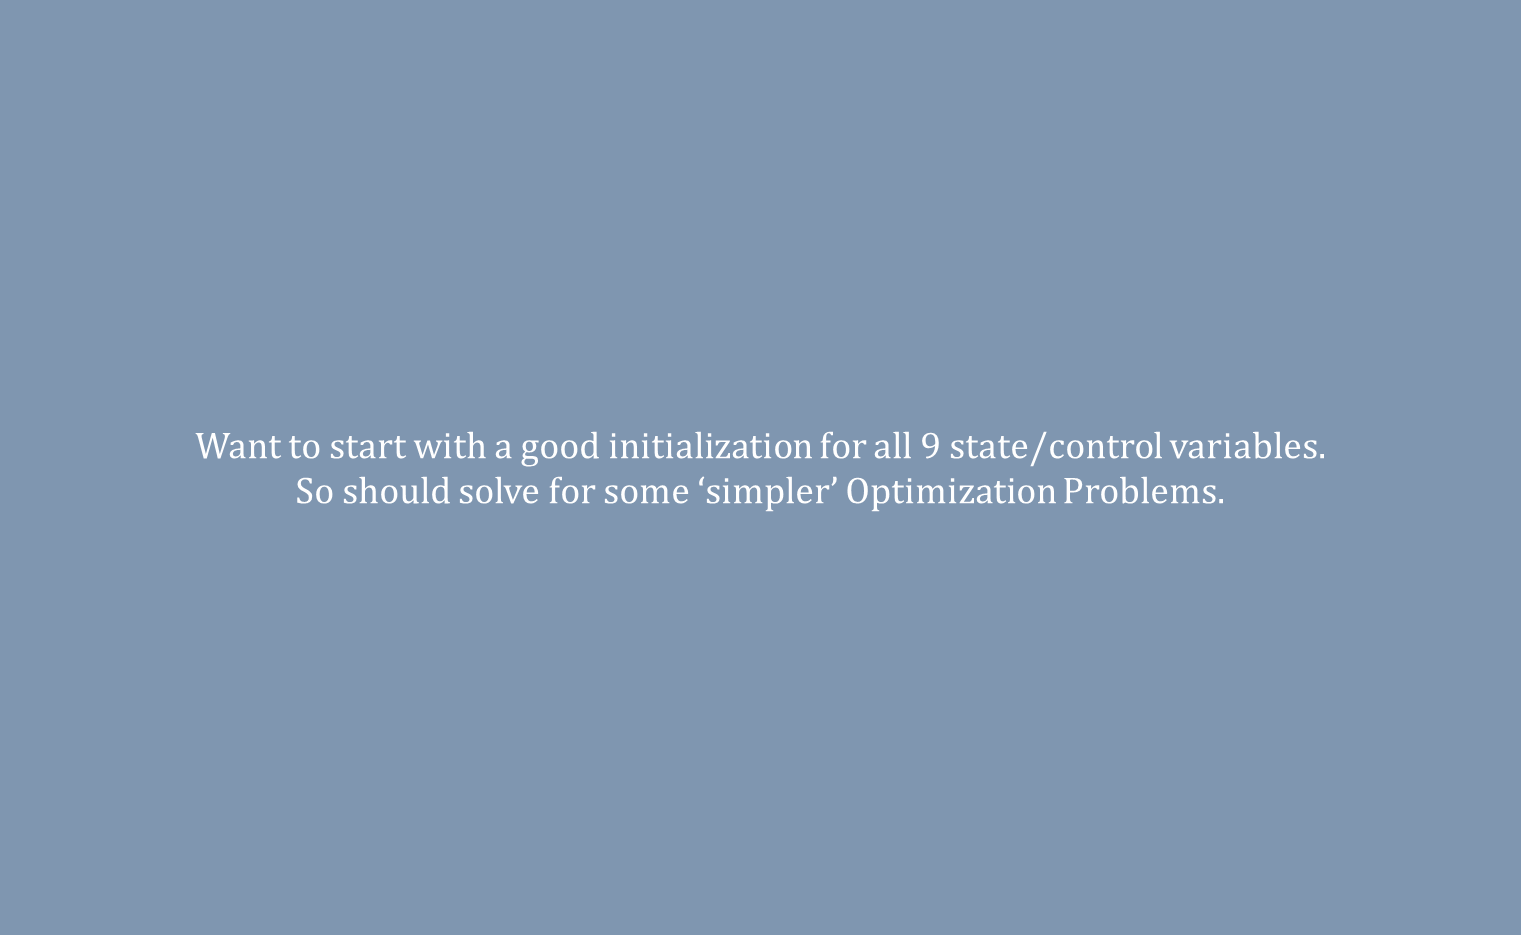 Want to start with a good initialization for all 9 state/control variables.
So should solve for some ‘simpler’ Optimization Problems.